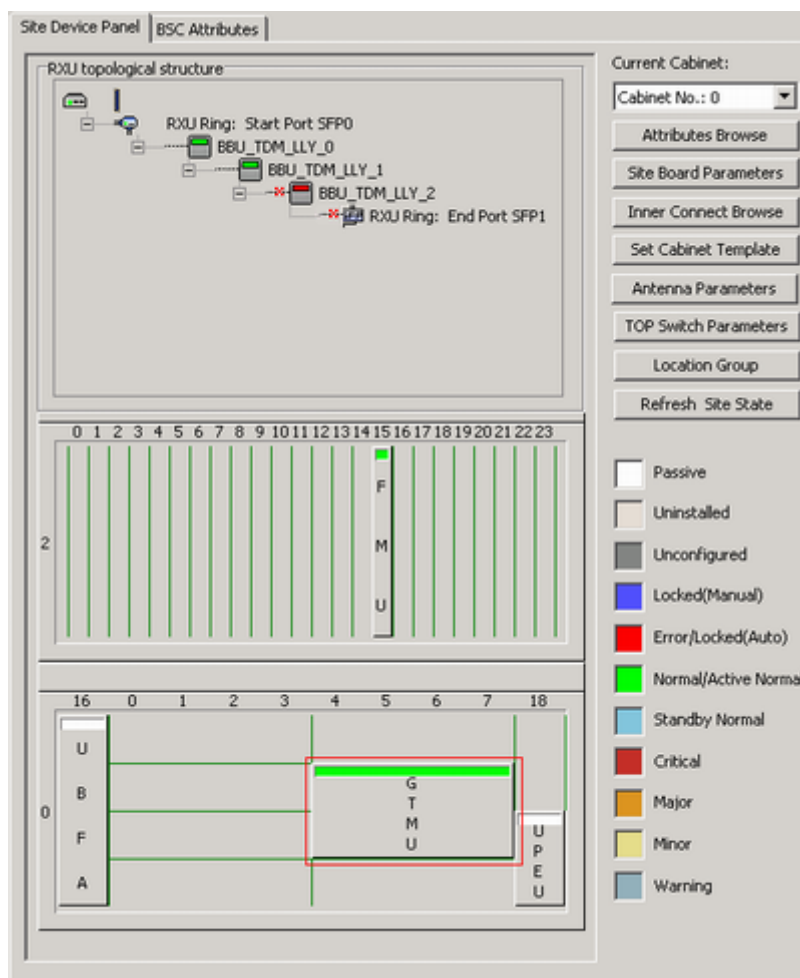 Site Device Panel
BSC Attributes
RXU topological structure
RXU Ring: Start Port SFP0
BBU_TDM_LLY_0
BBU_TDM_LLY_1
BBU_TDM_LLY_2
RXU Ring: End Port SFP1
0 1 2 3 4 5 6 7 8 9 10 11 12 13 14 15 16 17 18 19 20 21 22 23
2
F
M
U
16 0 1 2 3 4 5 6 7 18
0
U
B
F
A
G
T
M
U
U
P
E
U
Current Cabinet:
Cabinet No.: 0
Attributes Browse
Site Board Parameters
Inner Connect Browse
Set Cabinet Template
Antenna Parameters
TOP Switch Parameters
Location Group
Refresh Site State
Passive
Uninstalled
Unconfigured
Locked(Manual)
Error/Locked(Auto)
Normal/Active Norma
Standby Normal
Critical
Major
Minor
Warning